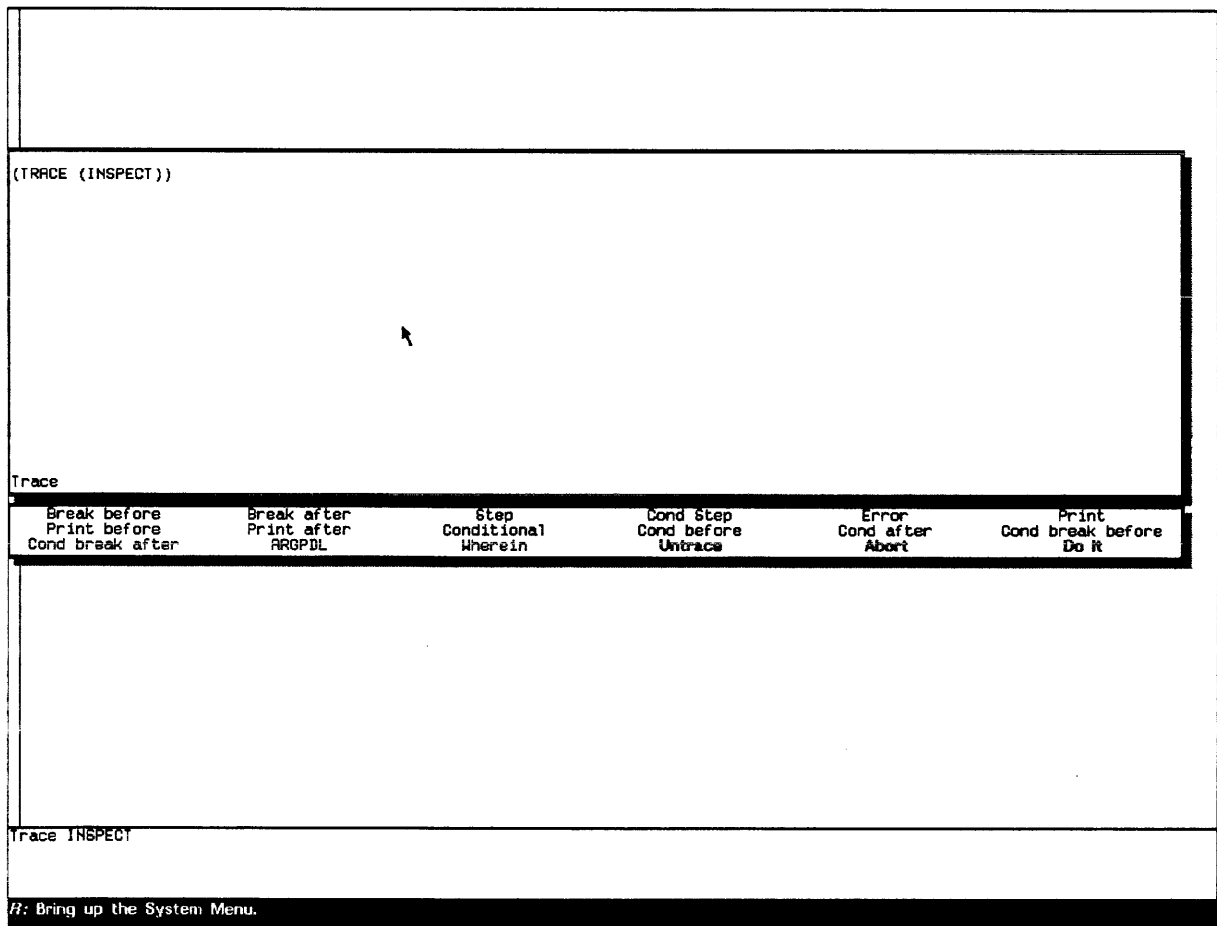 (TRACE (INSPECT))
Trace
Break before Break after Step Cond Step Error Print
Print before Print after Conditional Cond before Cond after Cond break before
Cond break after ARGPDL Wherein Untrace Abort Do It
Trace INSPECT
R: Bring up the System Menu.